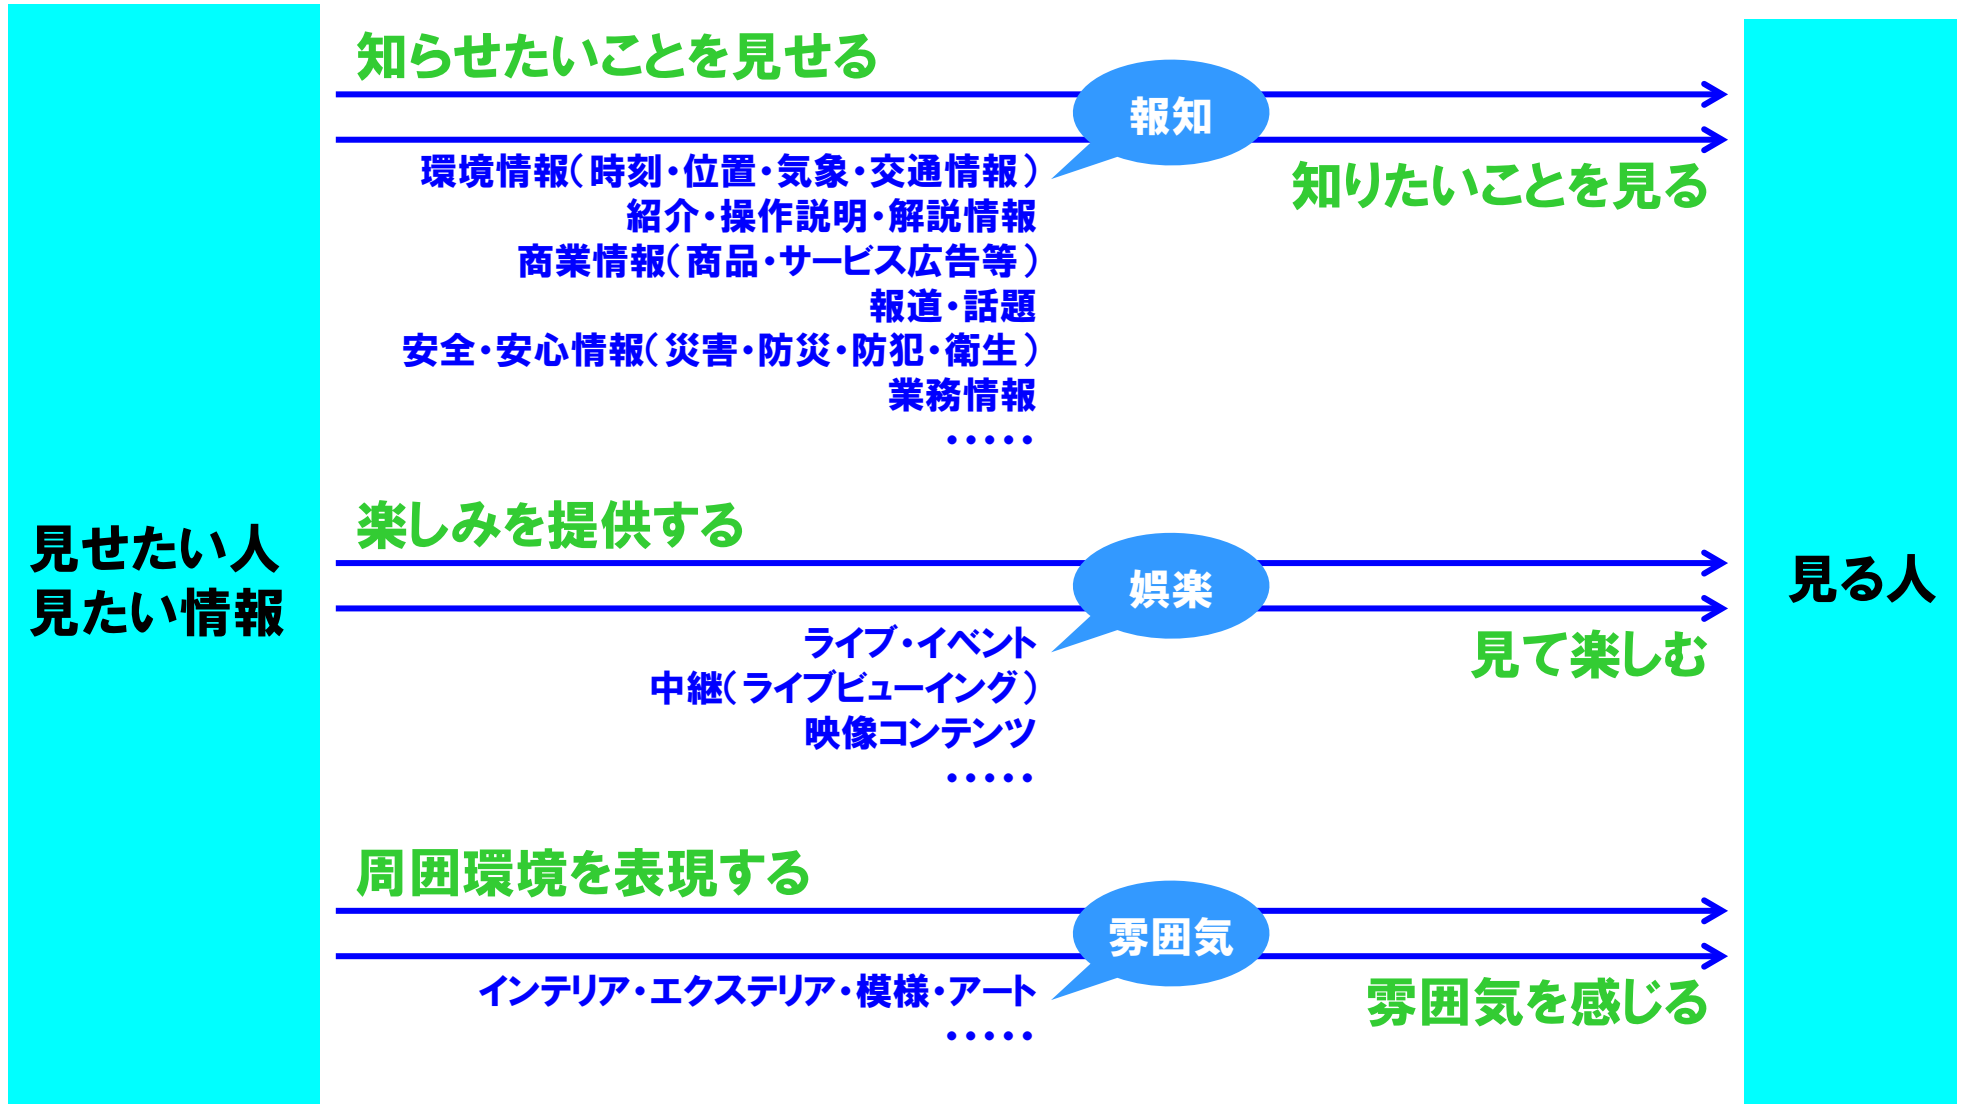 見せたい人
見たい情報
知らせたいことを見せる
報知
環境情報(時刻・位置・気象・交通情報)
紹介・操作説明・解説情報
商業情報(商品・サービス広告等)
報道・話題
安全・安心情報(災害・防災・防犯・衛生)
業務情報
・・・・・
知りたいことを見る
楽しみを提供する
娯楽
ライブ・イベント
中継(ライブビューイング)
映像コンテンツ
・・・・・
見て楽しむ
周囲環境を表現する
雰囲気
インテリア・エクステリア・模様・アート
・・・・・
雰囲気を感じる
見る人